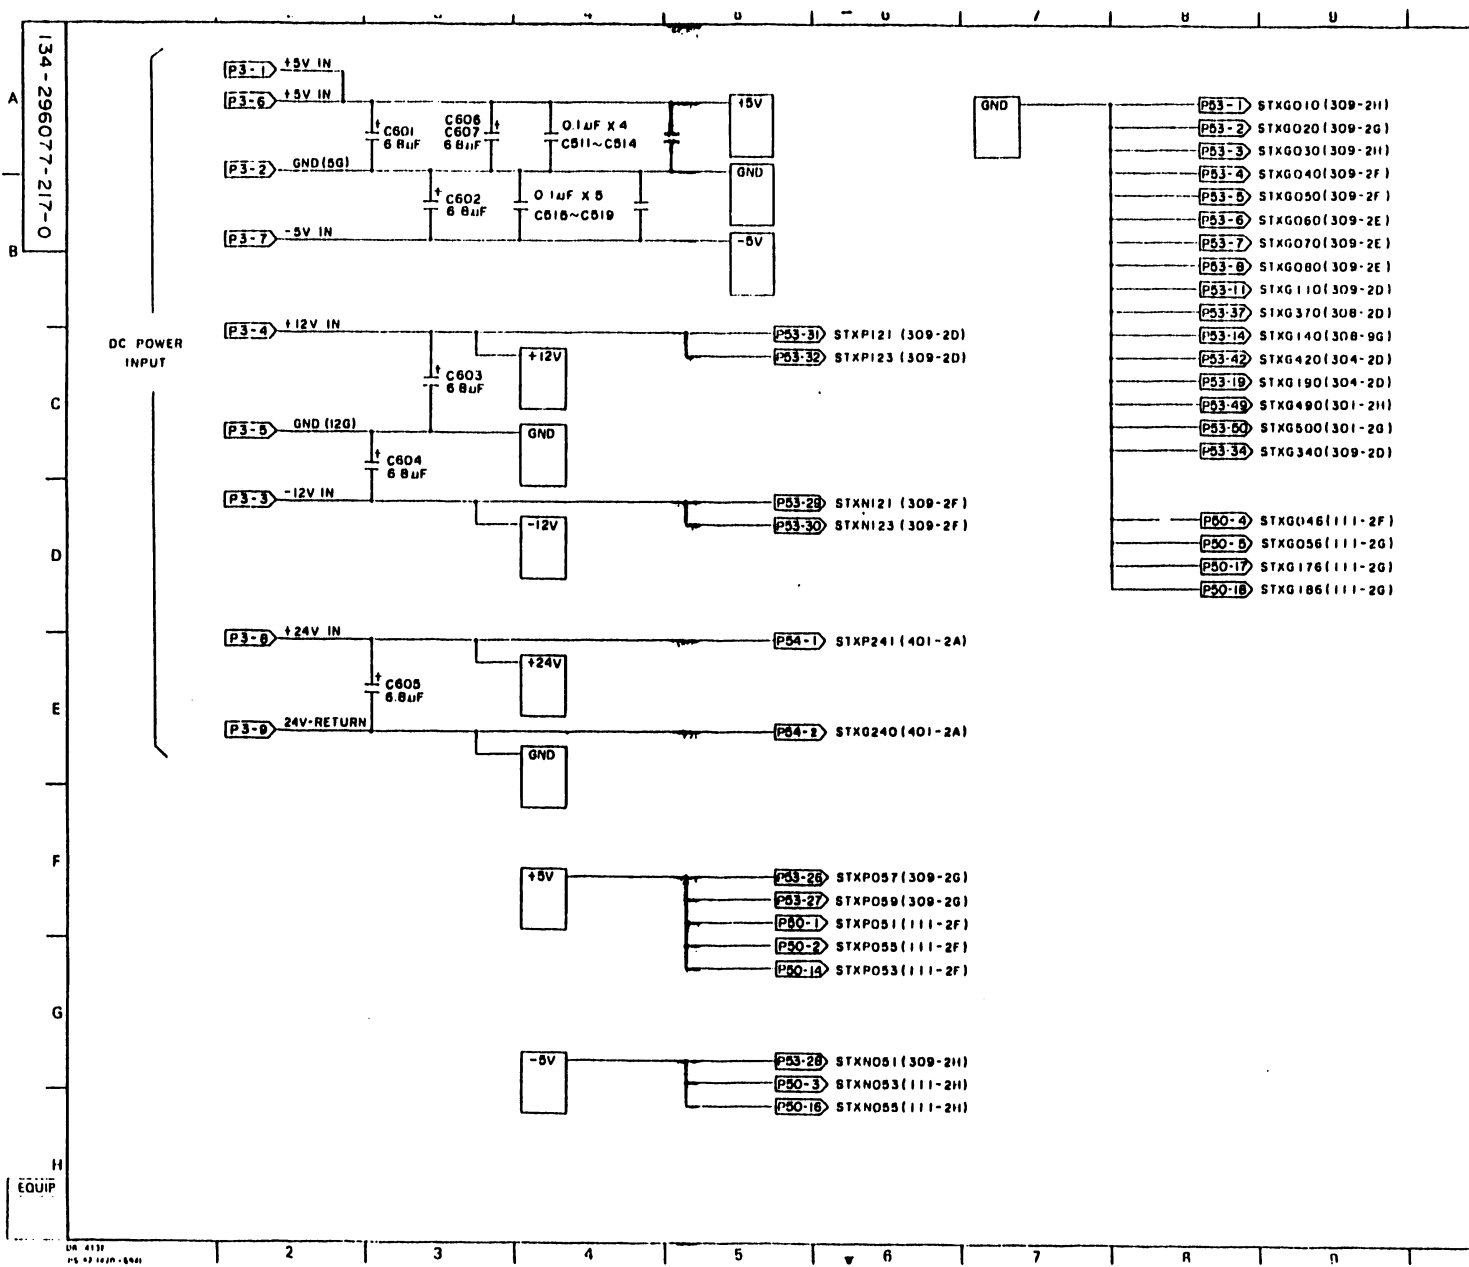 134-296077-217-0
A
B
C
D
E
F
G
H
DC POWER
INPUT
P3-1 +5V IN
P3-6 +5V IN
C601
6.8uF
C606
C607
6.8uF
0.1uF X 4
C511~C514
+5V
P3-2 GND (5G)
GND
C602
6.8uF
0.1uF X 5
C515~C519
P3-7 -5V IN
-5V
P3-4 +12V IN
+12V
C603
6.8uF
P53-31 STXP121 (309-2D)
P53-32 STXP123 (309-2D)
P3-5 GND (12G)
GND
C604
6.8uF
P3-3 -12V IN
-12V
P53-29 STXN121 (309-2F)
P53-30 STXN123 (309-2F)
P3-8 +24V IN
+24V
C605
6.8uF
P54-1 STXP241 (401-2A)
P3-9 24V-RETURN
GND
P54-2 STXG240 (401-2A)
+5V
P53-26 STXP057 (309-2G)
P53-27 STXP059 (309-2G)
P50-1 STXP051 (111-2F)
P50-2 STXP055 (111-2F)
P50-14 STXP053 (111-2F)
-5V
P53-28 STXN051 (309-2H)
P50-3 STXN053 (111-2H)
P50-16 STXN055 (111-2H)
GND
P53-1 STXG010 (309-2H)
P53-2 STXG020 (309-2G)
P53-3 STXG030 (309-2H)
P53-4 STXG040 (309-2F)
P53-5 STXG050 (309-2F)
P53-6 STXG060 (309-2E)
P53-7 STXG070 (309-2E)
P53-8 STXG080 (309-2E)
P53-11 STXG110 (309-2D)
P53-37 STXG370 (308-2D)
P53-14 STXG140 (308-9G)
P53-42 STXG420 (304-2D)
P53-19 STXG190 (304-2D)
P53-49 STXG490 (301-2H)
P53-50 STXG500 (301-2G)
P53-34 STXG340 (309-2D)
P50-4 STXG046 (111-2F)
P50-5 STXG056 (111-2G)
P50-17 STXG176 (111-2G)
P50-18 STXG186 (111-2G)
EQUIP
2 3 4 5 6 7 8 9